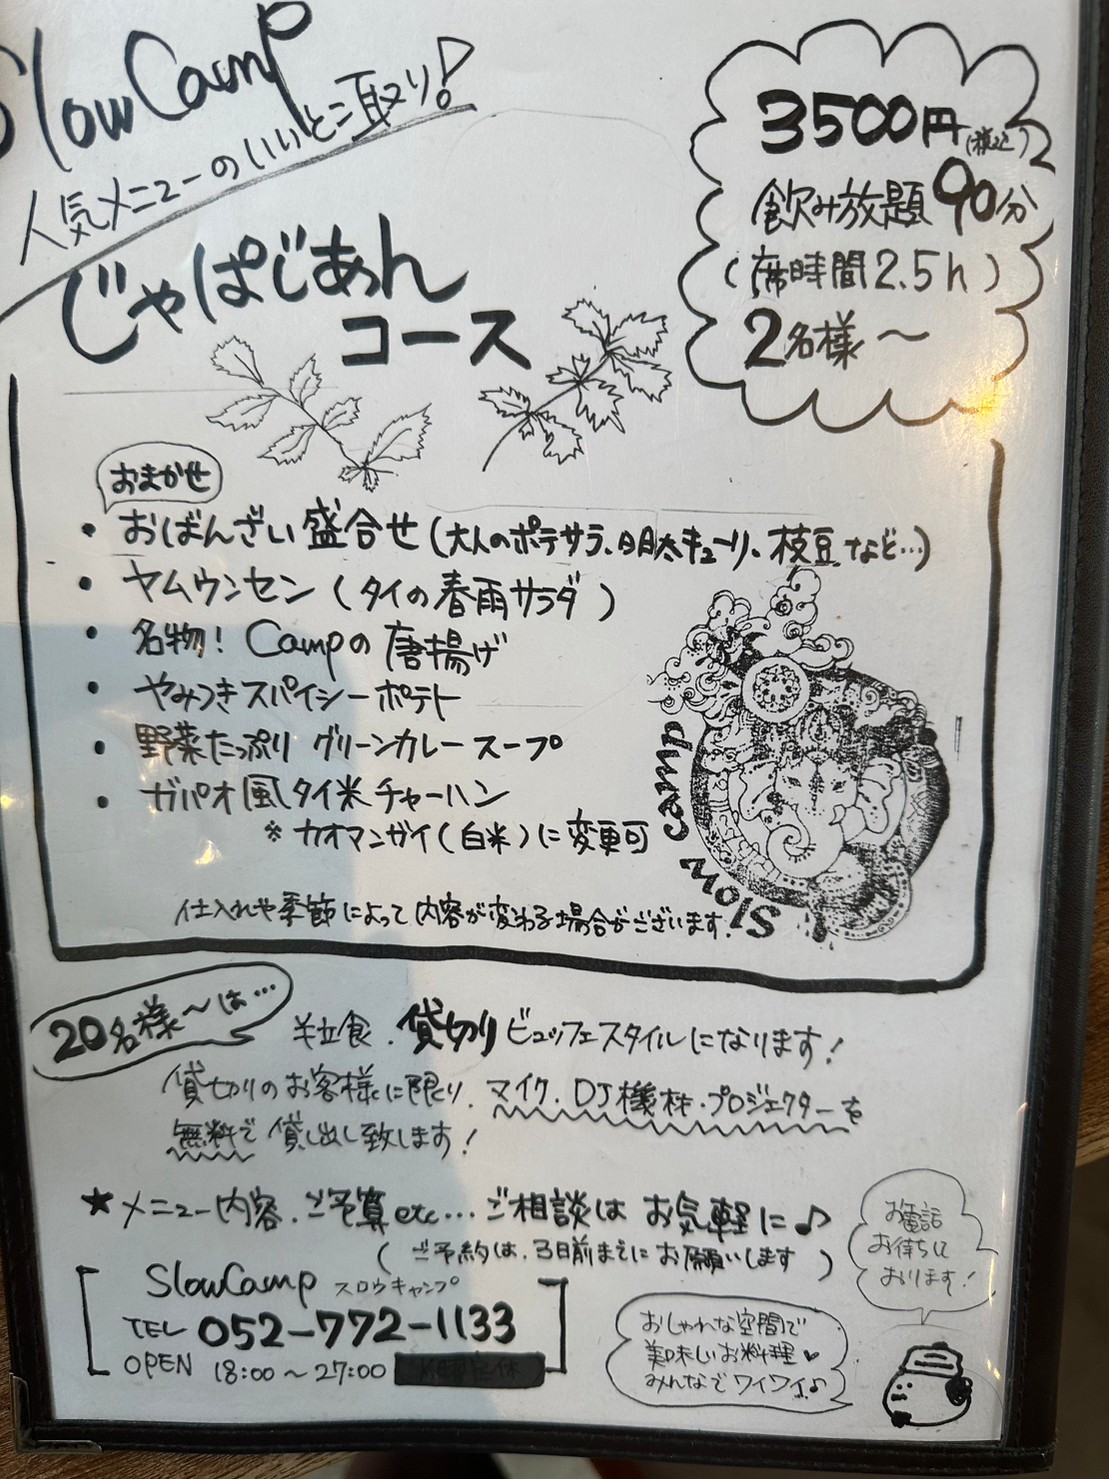 SlowCamp
人気メニューのいいとこ取り!
じゃぱじあん
コース
3500円(税込)
飲み放題90分
(席時間2.5h)
2名様～
おまかせ
・おばんざい盛合せ(大人のポテサラ、明太キューリ、枝豆など…)
・ヤムウンセン(タイの春雨サラダ)
・名物!Campの唐揚げ
・やみつきスパイシーポテト
・野菜たっぷりグリーンカレースープ
・ガパオ風タイ米チャーハン
※カオマンガイ(白米)に変更可
仕入れや季節によって内容が変わる場合がございます。
Slow camp
20名様～は…
立食.貸切りビュッフェスタイルになります!
貸切りのお客様に限り、マイク.DJ機材・プロジェクターを
無料で貸し出し致します!
★メニュー内容、ご予算etc…ご相談はお気軽に♪
(ご予約は、3日前までにお願いします)
SlowCamp スロウキャンプ
TEL 052-772-1133
OPEN 18:00～27:00
お電話
お待ちして
おります!
おしゃれな空間で
美味しいお料理♥
みんなでワイワイ♪